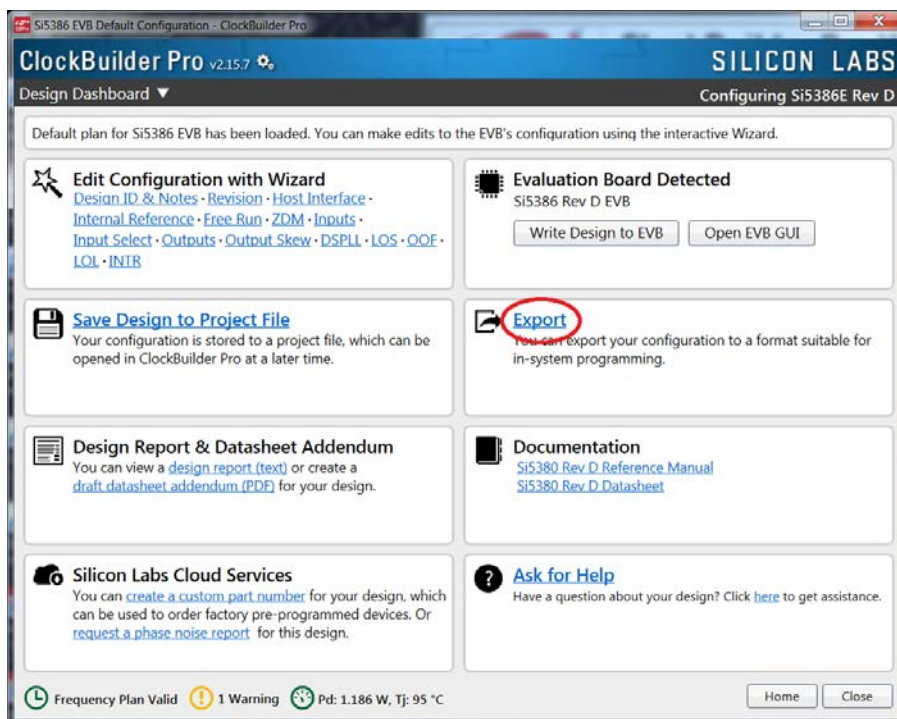 Si5386 EVB Default Configuration - ClockBuilder Pro
ClockBuilder Pro v2.15.7
SILICON LABS
Design Dashboard ▼
Configuring Si5386E Rev D
Default plan for Si5386 EVB has been loaded. You can make edits to the EVB's configuration using the interactive Wizard.
Edit Configuration with Wizard
Design ID & Notes · Revision · Host Interface ·
Internal Reference · Free Run · ZDM · Inputs ·
Input Select · Outputs · Output Skew · DSPLL · LOS · OOF ·
LOL · INTR
Evaluation Board Detected
Si5386 Rev D EVB
Write Design to EVB
Open EVB GUI
Save Design to Project File
Your configuration is stored to a project file, which can be
opened in ClockBuilder Pro at a later time.
Export
You can export your configuration to a format suitable for
in-system programming.
Design Report & Datasheet Addendum
You can view a design report (text) or create a
draft datasheet addendum (PDF) for your design.
Documentation
Si5380 Rev D Reference Manual
Si5380 Rev D Datasheet
Silicon Labs Cloud Services
You can create a custom part number for your design, which
can be used to order factory pre-programmed devices. Or
request a phase noise report for this design.
Ask for Help
Have a question about your design? Click here to get assistance.
Frequency Plan Valid
1 Warning
Pd: 1.186 W, Tj: 95 °C
Home
Close